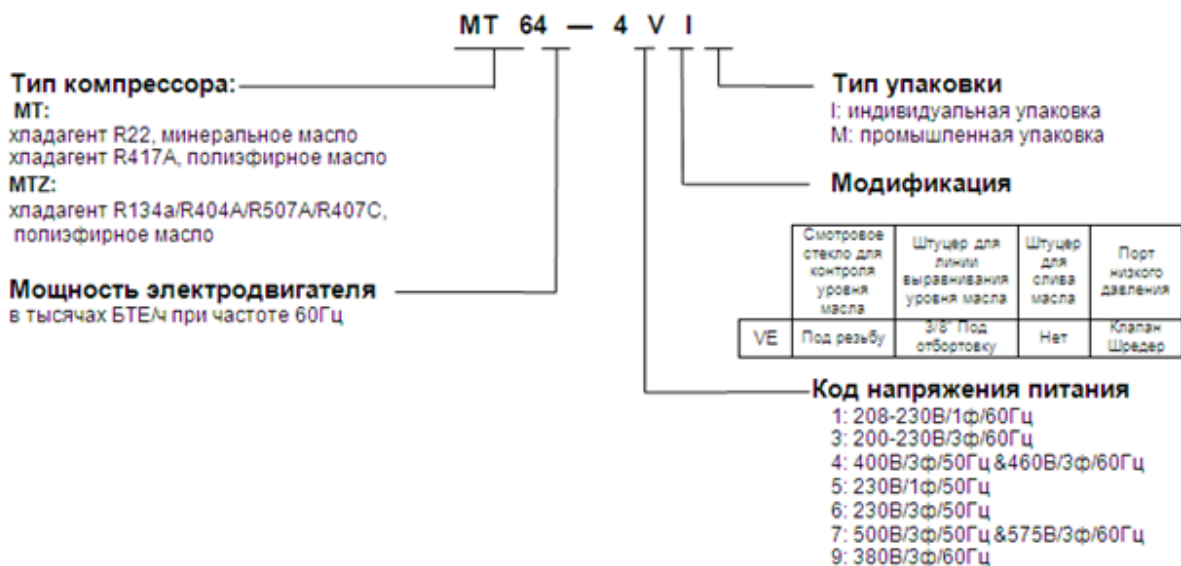 MT 64 — 4 V I
Тип компрессора:
MT:
хладагент R22, минеральное масло
хладагент R417A, полиэфирное масло
MTZ:
хладагент R134a/R404A/R507A/R407C,
полиэфирное масло
Мощность электродвигателя
в тысячах БТЕ/ч при частоте 60Гц
Тип упаковки
I: индивидуальная упаковка
M: промышленная упаковка
Модификация
Смотровое стекло для контроля уровня масла
Штуцер для линии выравнивания уровня масла
Штуцер для слива масла
Порт низкого давления
VE
Под резьбу
3/8" Под отбортовку
Нет
Клапан Шредер
Код напряжения питания
1: 208-230В/1ф/60Гц
3: 200-230В/3ф/60Гц
4: 400В/3ф/50Гц &460В/3ф/60Гц
5: 230В/1ф/50Гц
6: 230В/3ф/50Гц
7: 500В/3ф/50Гц &575В/3ф/60Гц
9: 380В/3ф/60Гц